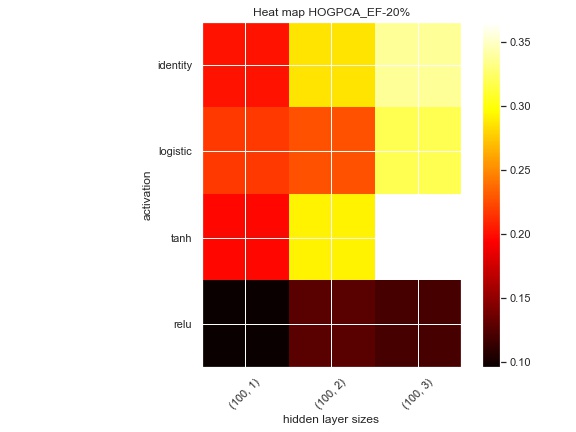 Heat map HOGPCA_EF-20%
identity
logistic
tanh
relu
activation
(100, 1)
(100, 2)
(100, 3)
hidden layer sizes
0.35
0.30
0.25
0.20
0.15
0.10